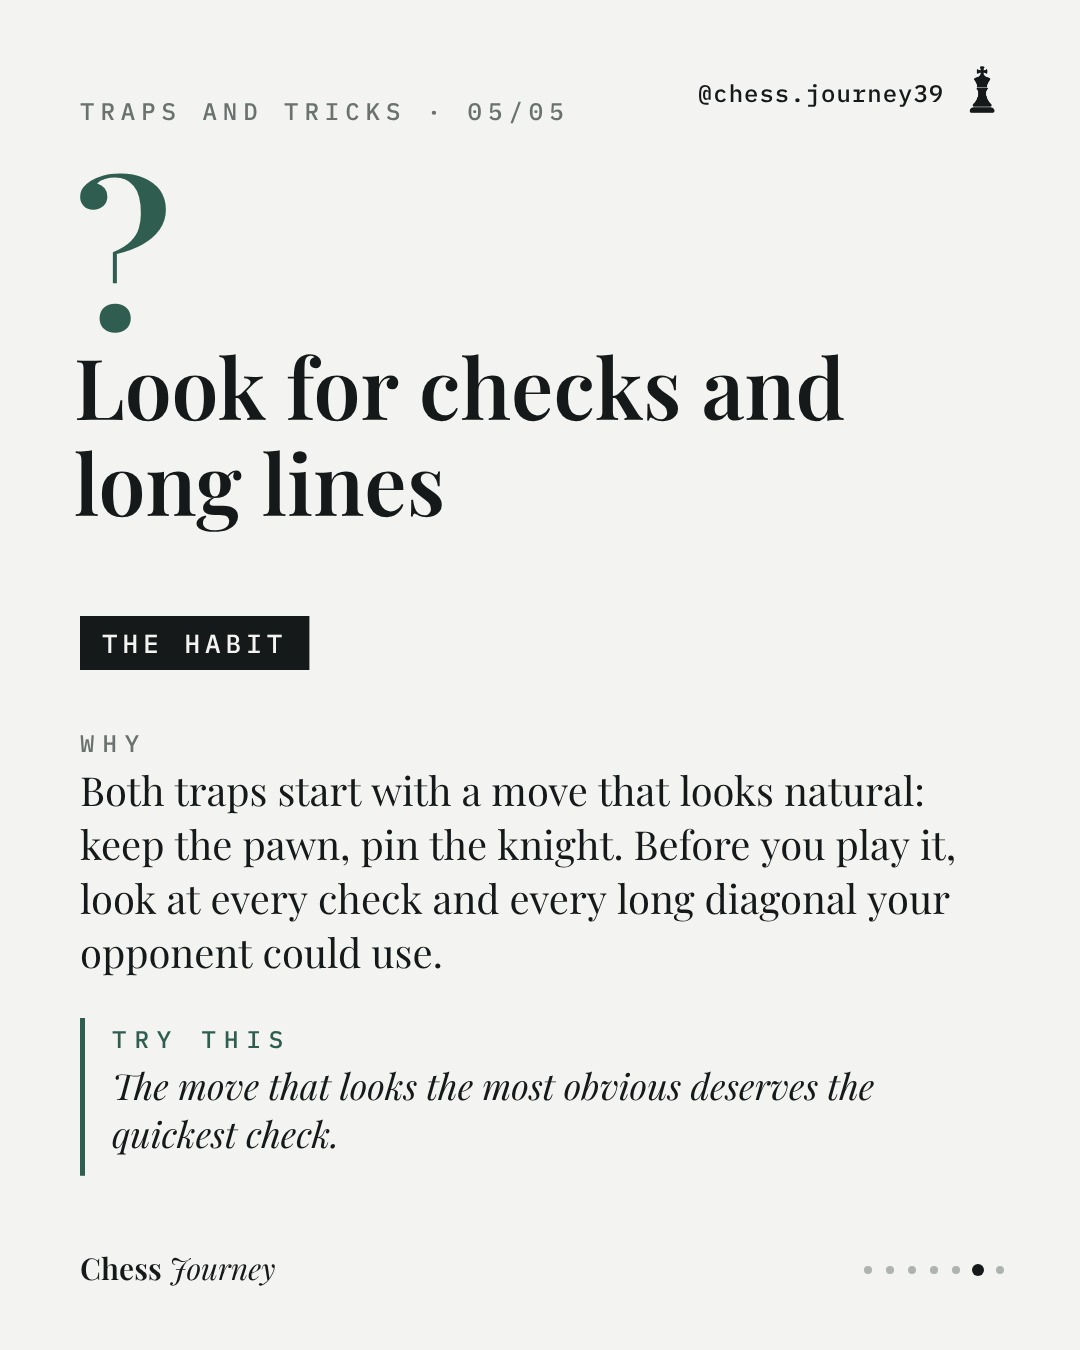 TRAPS AND TRICKS · 05/05
@chess.journey39
?
Look for checks and
long lines
THE HABIT
WHY
Both traps start with a move that looks natural:
keep the pawn, pin the knight. Before you play it,
look at every check and every long diagonal your
opponent could use.
TRY THIS
The move that looks the most obvious deserves the
quickest check.
Chess Journey